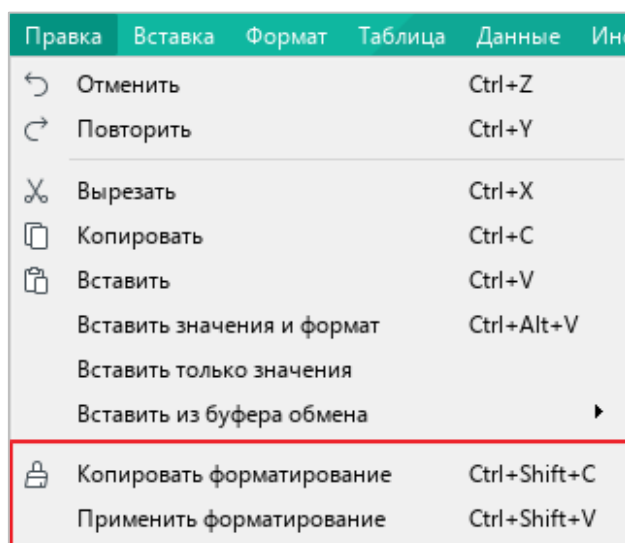 Правка Вставка Формат Таблица Данные
Отменить Ctrl+Z
Повторить Ctrl+Y
Вырезать Ctrl+X
Копировать Ctrl+C
Вставить Ctrl+V
Вставить значения и формат Ctrl+Alt+V
Вставить только значения
Вставить из буфера обмена
Копировать форматирование Ctrl+Shift+C
Применить форматирование Ctrl+Shift+V